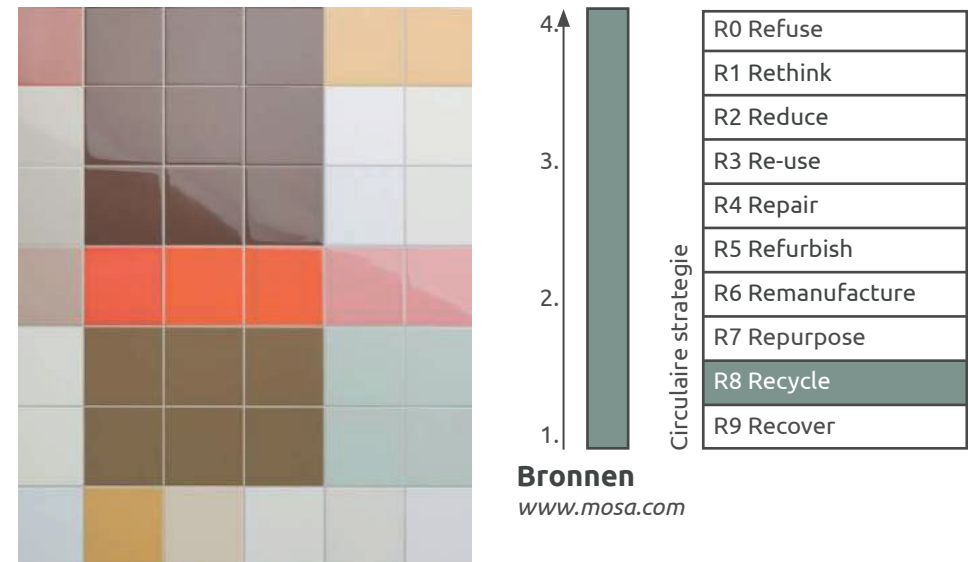 4.
3.
2.
1.
Circulaire strategie
R0 Refuse
R1 Rethink
R2 Reduce
R3 Re-use
R4 Repair
R5 Refurbish
R6 Remanufacture
R7 Repurpose
R8 Recycle
R9 Recover
Bronnen
www.mosa.com